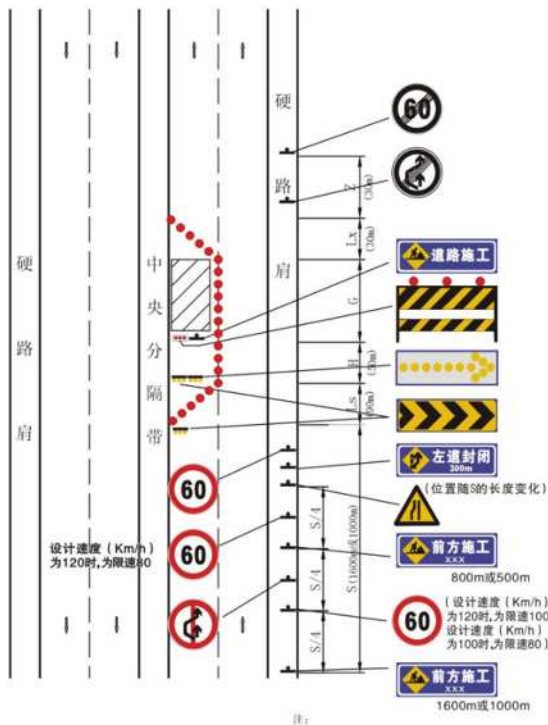 硬路肩
60
Z
(30m)
Lx
(30m)
道路施工
硬路肩
中央分隔带
G
H
(50m)
Ls
(90m)
左道封闭
200m
60
(位置随S的长度变化)
设计速度（Km/h）
为120时,为限速80
60
S/4
S(1600m或1000m)
前方施工
XXX
800m或500m
S/4
60
(设计速度（Km/h）
为120时,为限速100
设计速度（Km/h）
为100时,为限速80)
S/4
前方施工
XXX
1600m或1000m
注: